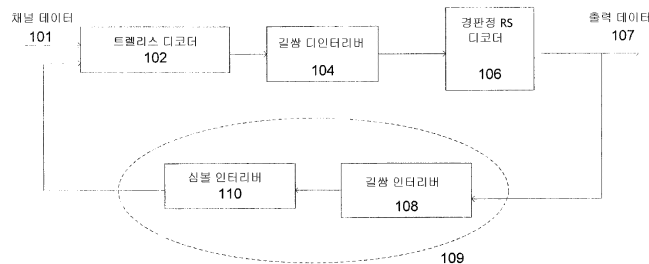 채널 데이터
101
트렐리스 디코더
102
길쌍 디인터리버
104
경판정 RS
디코더
106
출력 데이터
107
심볼 인터리버
110
길쌍 인터리버
108
109